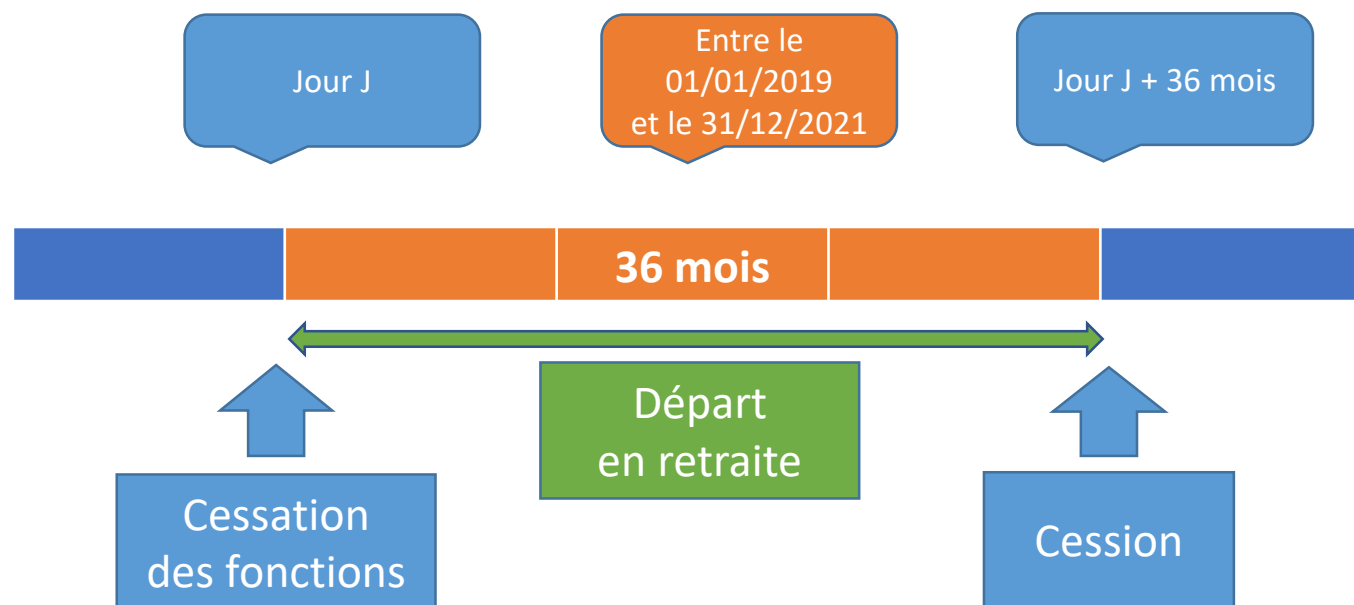 Jour J
Entre le
01/01/2019
et le 31/12/2021
Jour J + 36 mois
36 mois
Départ
en retraite
Cessation
des fonctions
Cession